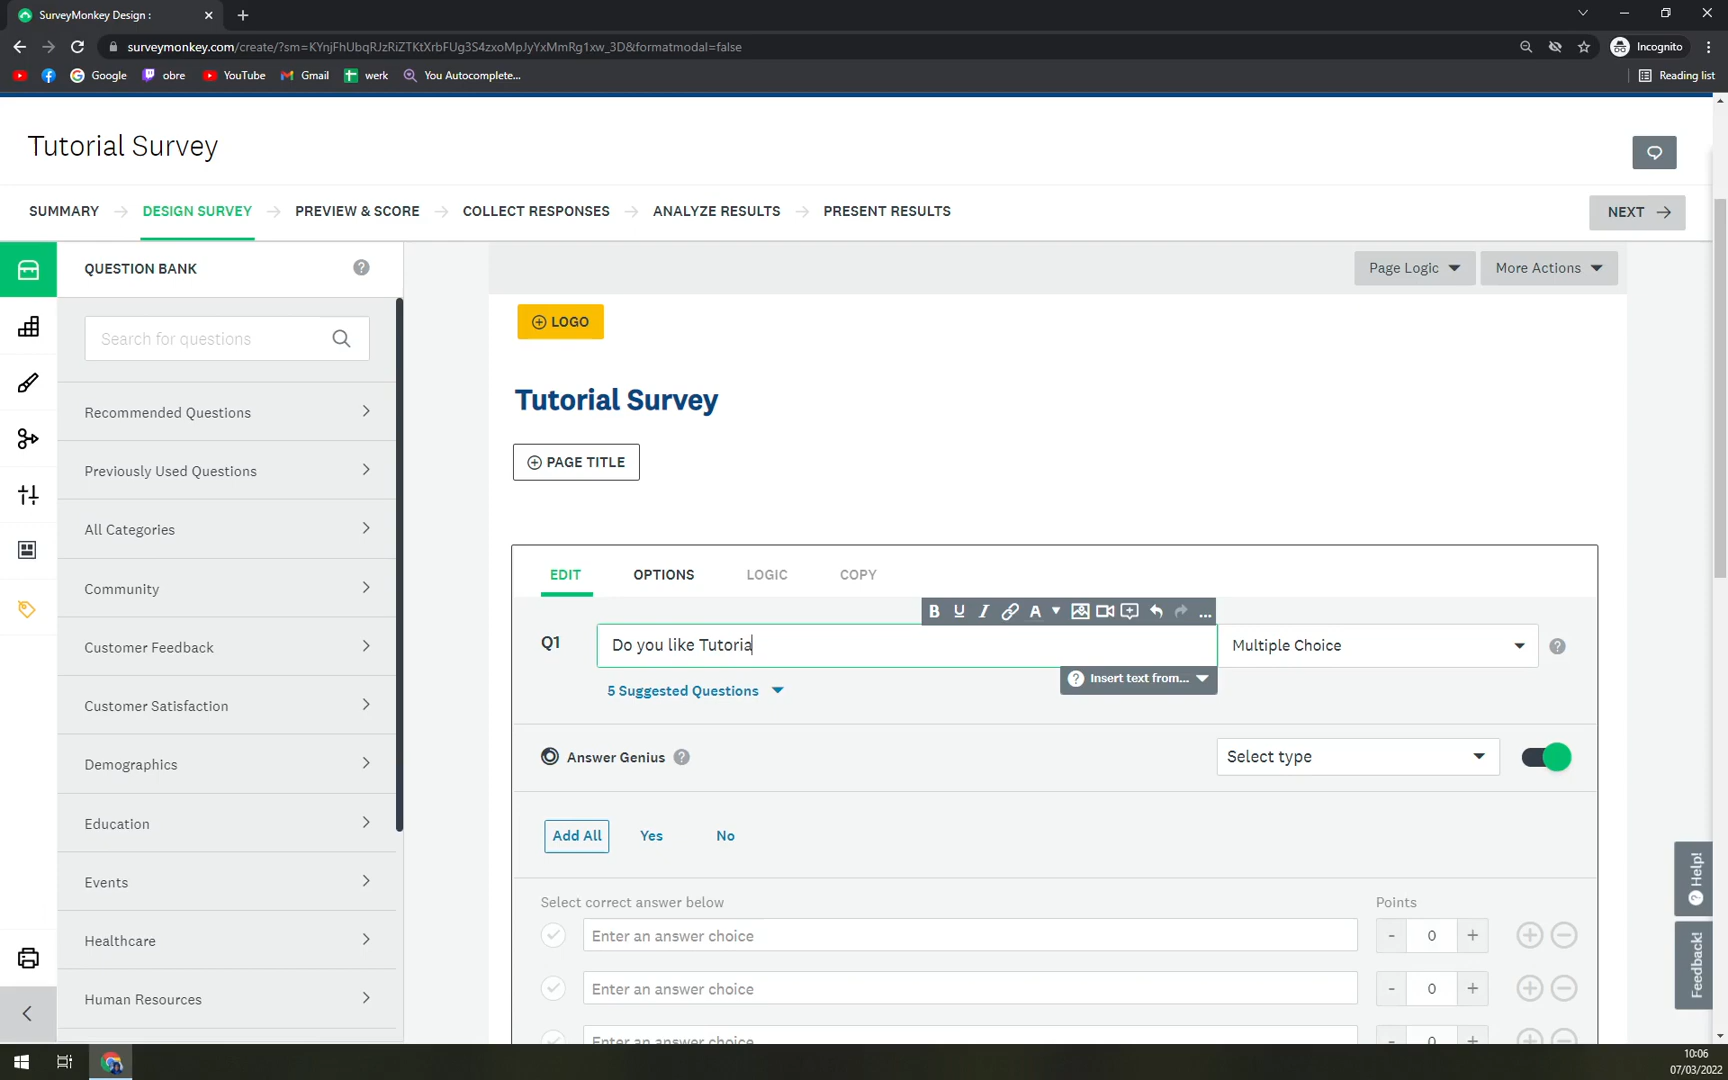 SurveyMonkey Design :
surveymonkey.com/create/?sm=KYnjFhUbqRJzRiZTKtXrbFUg3S4zxoMpJyYxMmRg1xw_3D&formatmodal=false
Incognito
Google
obre
YouTube
Gmail
werk
You Autocomplete...
Reading list
Tutorial Survey
SUMMARY
DESIGN SURVEY
PREVIEW & SCORE
COLLECT RESPONSES
ANALYZE RESULTS
PRESENT RESULTS
NEXT
QUESTION BANK
Search for questions
Recommended Questions
Previously Used Questions
All Categories
Community
Customer Feedback
Customer Satisfaction
Demographics
Education
Events
Healthcare
Human Resources
Page Logic
More Actions
LOGO
Tutorial Survey
PAGE TITLE
EDIT
OPTIONS
LOGIC
COPY
B U I A ...
Q1
Do you like Tutoria
Multiple Choice
Insert text from...
5 Suggested Questions
Answer Genius
Select type
Add All
Yes
No
Select correct answer below
Points
Enter an answer choice
- 0 +
Enter an answer choice
- 0 +
Enter an answer choice
- 0 +
Help!
Feedback!
10:06
07/03/2022